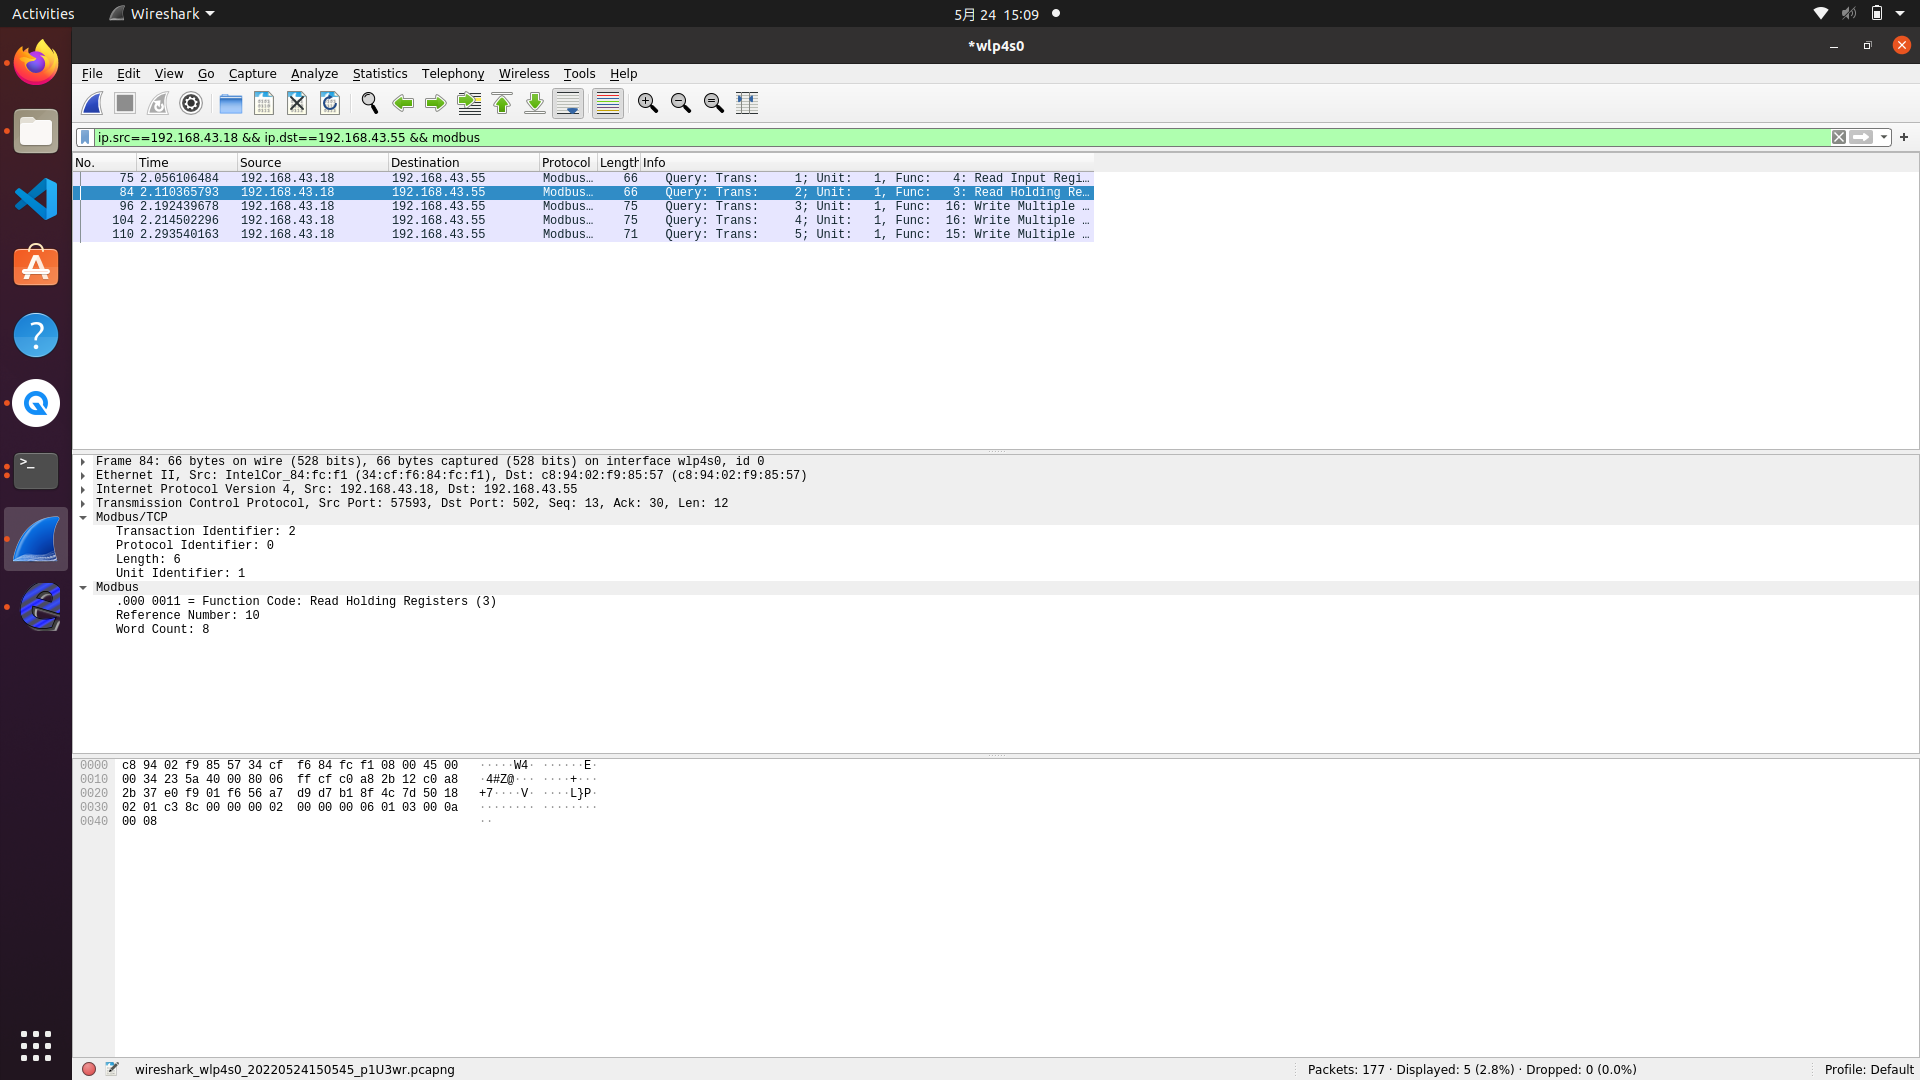 Activities Wireshark 5月 24 15:09
*wlp4s0
File Edit View Go Capture Analyze Statistics Telephony Wireless Tools Help
ip.src==192.168.43.18 && ip.dst==192.168.43.55 && modbus
No. Time Source Destination Protocol Length Info
75 2.056106484 192.168.43.18 192.168.43.55 Modbus… 66 Query: Trans: 1; Unit: 1, Func: 4: Read Input Regi…
84 2.110365793 192.168.43.18 192.168.43.55 Modbus… 66 Query: Trans: 2; Unit: 1, Func: 3: Read Holding Re…
96 2.192439678 192.168.43.18 192.168.43.55 Modbus… 75 Query: Trans: 3; Unit: 1, Func: 16: Write Multiple …
104 2.214502296 192.168.43.18 192.168.43.55 Modbus… 75 Query: Trans: 4; Unit: 1, Func: 16: Write Multiple …
110 2.293540163 192.168.43.18 192.168.43.55 Modbus… 71 Query: Trans: 5; Unit: 1, Func: 15: Write Multiple …
Frame 84: 66 bytes on wire (528 bits), 66 bytes captured (528 bits) on interface wlp4s0, id 0
Ethernet II, Src: IntelCor_84:fc:f1 (34:cf:f6:84:fc:f1), Dst: c8:94:02:f9:85:57 (c8:94:02:f9:85:57)
Internet Protocol Version 4, Src: 192.168.43.18, Dst: 192.168.43.55
Transmission Control Protocol, Src Port: 57593, Dst Port: 502, Seq: 13, Ack: 30, Len: 12
Modbus/TCP
Transaction Identifier: 2
Protocol Identifier: 0
Length: 6
Unit Identifier: 1
Modbus
.000 0011 = Function Code: Read Holding Registers (3)
Reference Number: 10
Word Count: 8
0000 c8 94 02 f9 85 57 34 cf f6 84 fc f1 08 00 45 00 ·····W4· ······E·
0010 00 34 23 5a 40 00 80 06 ff cf c0 a8 2b 12 c0 a8 ·4#Z@··· ····+···
0020 2b 37 e0 f9 01 f6 56 a7 d9 d7 b1 8f 4c 7d 50 18 +7····V· ····L}P·
0030 02 01 c3 8c 00 00 00 02 00 00 00 06 01 03 00 0a ········ ········
0040 00 08 ··
wireshark_wlp4s0_20220524150545_p1U3wr.pcapng Packets: 177 · Displayed: 5 (2.8%) · Dropped: 0 (0.0%) Profile: Default